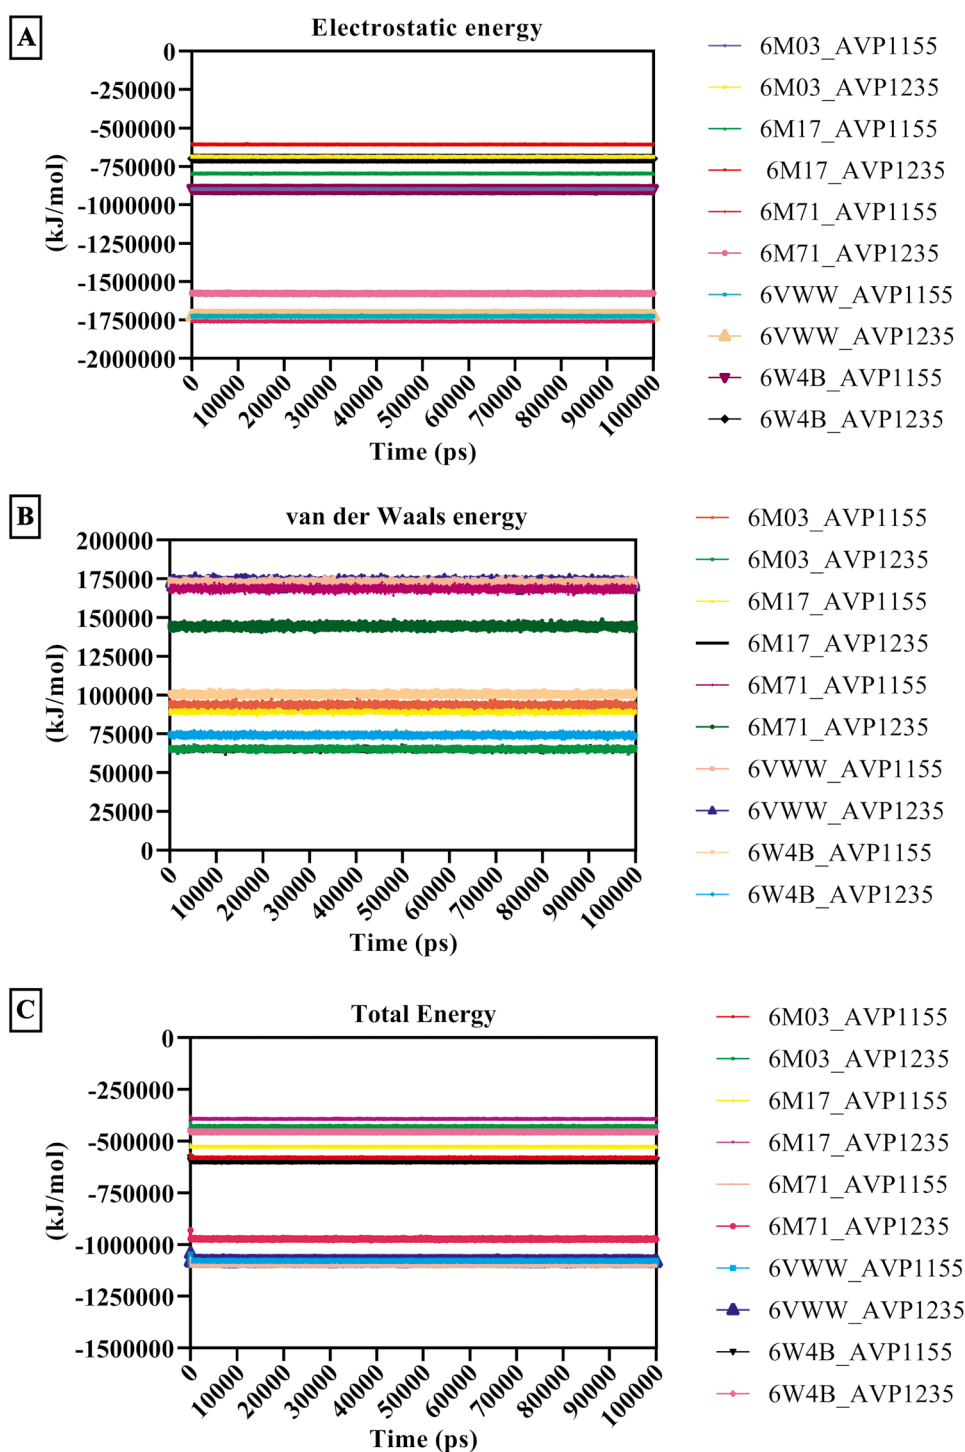 A
Electrostatic energy
0
-250000
-500000
-750000
-1000000
-1250000
-1500000
-1750000
-2000000
(kJ/mol)
0
10000
20000
30000
40000
50000
60000
70000
80000
90000
100000
Time (ps)
6M03_AVP1155
6M03_AVP1235
6M17_AVP1155
6M17_AVP1235
6M71_AVP1155
6M71_AVP1235
6VWW_AVP1155
6VWW_AVP1235
6W4B_AVP1155
6W4B_AVP1235
B
van der Waals energy
200000
175000
150000
125000
100000
75000
50000
25000
0
(kJ/mol)
0
10000
20000
30000
40000
50000
60000
70000
80000
90000
100000
Time (ps)
6M03_AVP1155
6M03_AVP1235
6M17_AVP1155
6M17_AVP1235
6M71_AVP1155
6M71_AVP1235
6VWW_AVP1155
6VWW_AVP1235
6W4B_AVP1155
6W4B_AVP1235
C
Total Energy
0
-250000
-500000
-750000
-1000000
-1250000
-1500000
(kJ/mol)
0
10000
20000
30000
40000
50000
60000
70000
80000
90000
100000
Time (ps)
6M03_AVP1155
6M03_AVP1235
6M17_AVP1155
6M17_AVP1235
6M71_AVP1155
6M71_AVP1235
6VWW_AVP1155
6VWW_AVP1235
6W4B_AVP1155
6W4B_AVP1235